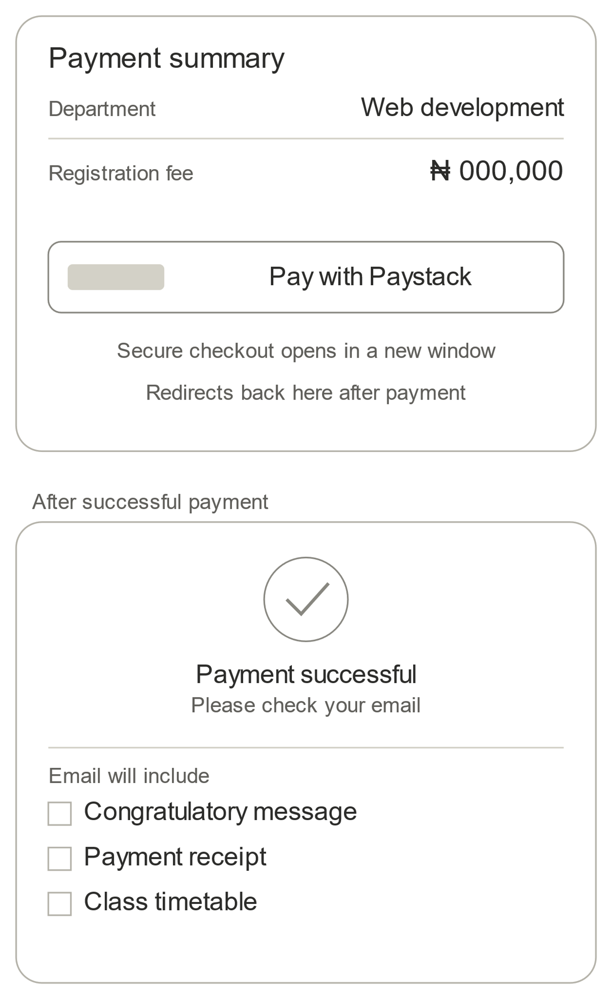 Payment summary
Department
Web development
Registration fee
₦ 000,000
Pay with Paystack
Secure checkout opens in a new window
Redirects back here after payment
After successful payment
Payment successful
Please check your email
Email will include
Congratulatory message
Payment receipt
Class timetable